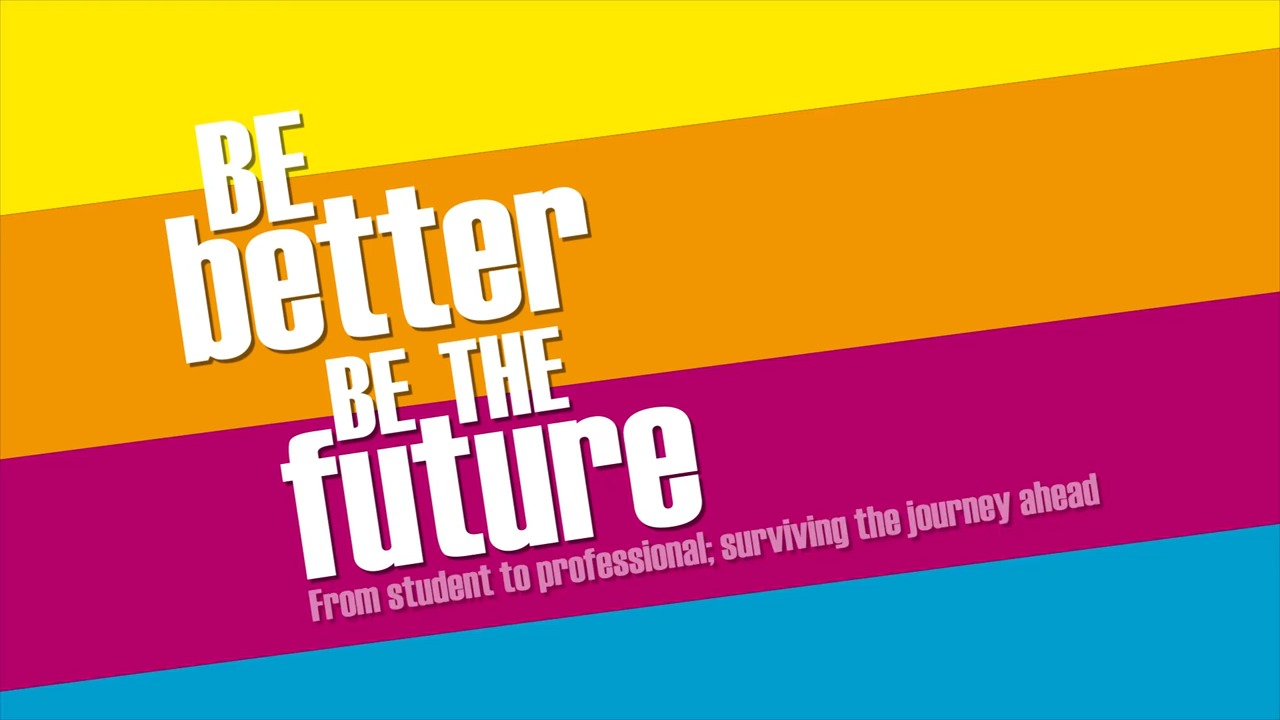 BE
better
BE THE
future
From student to professional; surviving the journey ahead